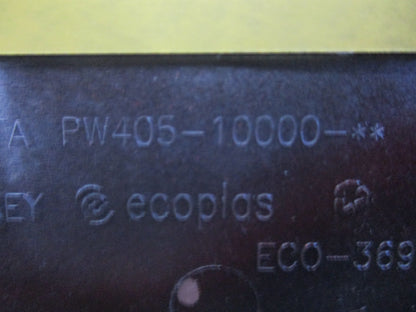 A PW405-10000-**
EY ecoplas
ECO-369